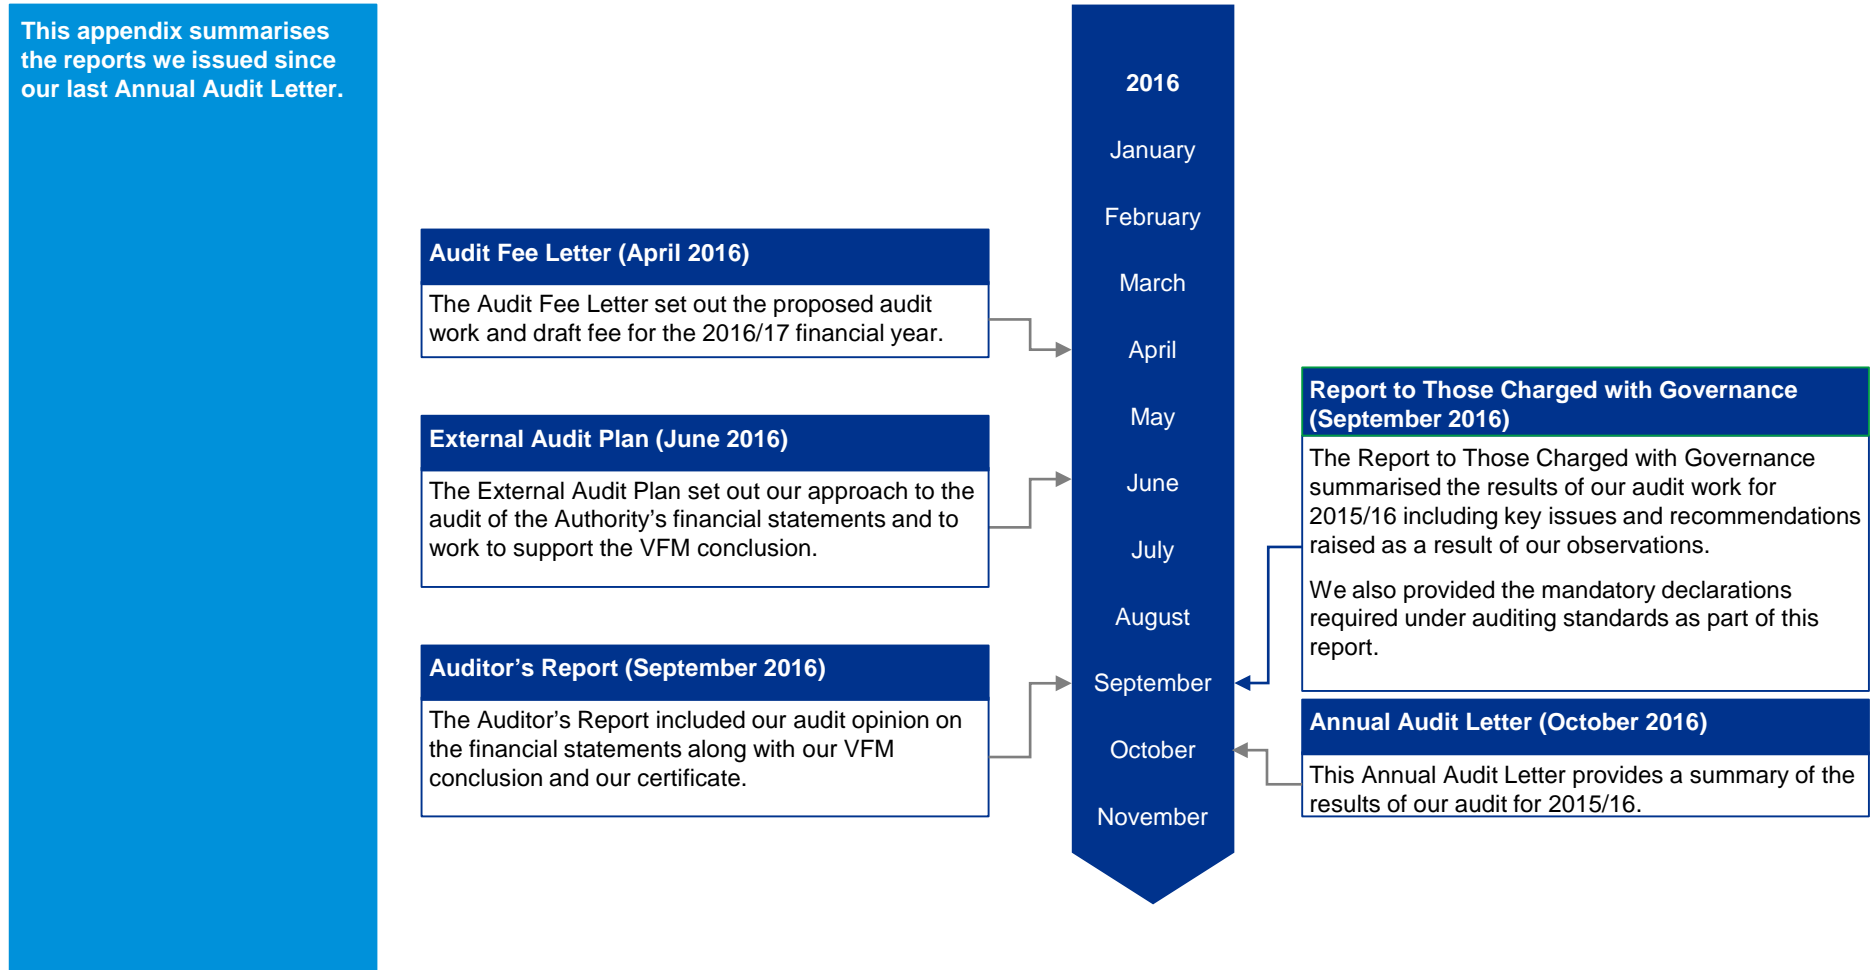 This appendix summarises
the reports we issued since
our last Annual Audit Letter.
Audit Fee Letter (April 2016)
The Audit Fee Letter set out the proposed audit
work and draft fee for the 2016/17 financial year.
External Audit Plan (June 2016)
The External Audit Plan set out our approach to the
audit of the Authority’s financial statements and to
work to support the VFM conclusion.
Auditor’s Report (September 2016)
The Auditor’s Report included our audit opinion on
the financial statements along with our VFM
conclusion and our certificate.
2016
January
February
March
April
May
June
July
August
September
October
November
Report to Those Charged with Governance
(September 2016)
The Report to Those Charged with Governance
summarised the results of our audit work for
2015/16 including key issues and recommendations
raised as a result of our observations.
We also provided the mandatory declarations
required under auditing standards as part of this
report.
Annual Audit Letter (October 2016)
This Annual Audit Letter provides a summary of the
results of our audit for 2015/16.